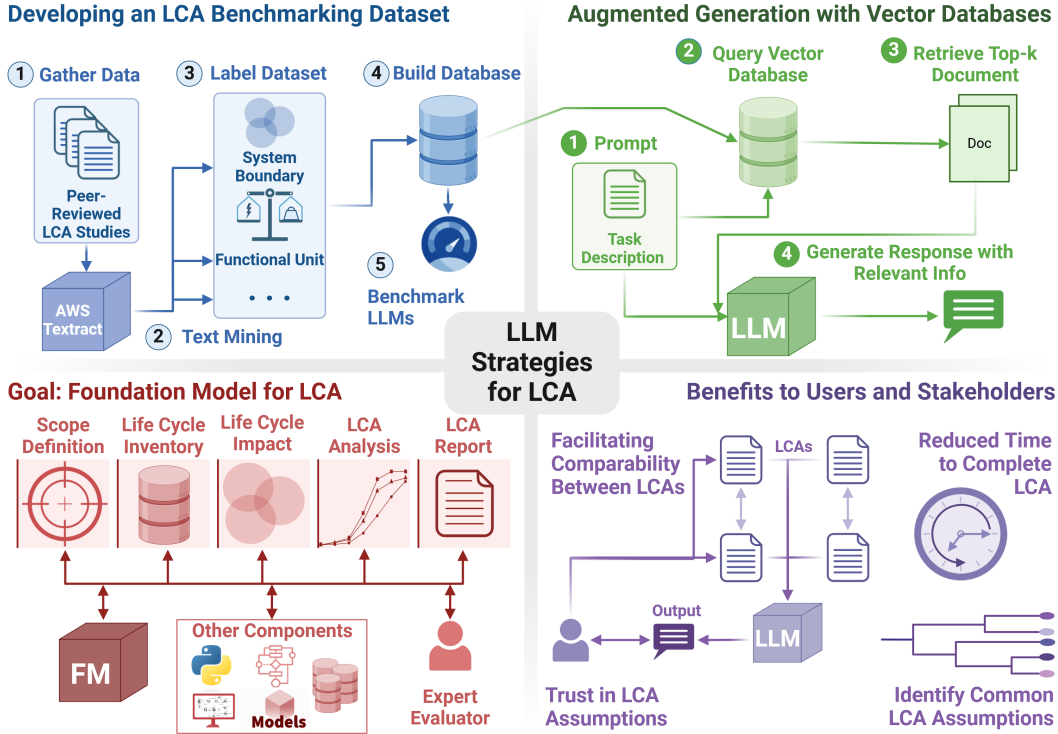 Developing an LCA Benchmarking Dataset
1 Gather Data
3 Label Dataset
4 Build Database
Peer-
Reviewed
LCA Studies
System
Boundary
Functional Unit
...
AWS
Textract
2 Text Mining
5
Benchmark
LLMs
Augmented Generation with Vector Databases
2 Query Vector
Database
3 Retrieve Top-k
Document
1 Prompt
Doc
Task
Description
4 Generate Response with
Relevant Info
LLM
LLM
Strategies
for LCA
Goal: Foundation Model for LCA
Scope
Definition
Life Cycle
Inventory
Life Cycle
Impact
LCA
Analysis
LCA
Report
FM
Other Components
Models
Expert
Evaluator
Benefits to Users and Stakeholders
Facilitating
Comparability
Between LCAs
LCAs
Reduced Time
to Complete
LCA
Output
LLM
Trust in LCA
Assumptions
Identify Common
LCA Assumptions